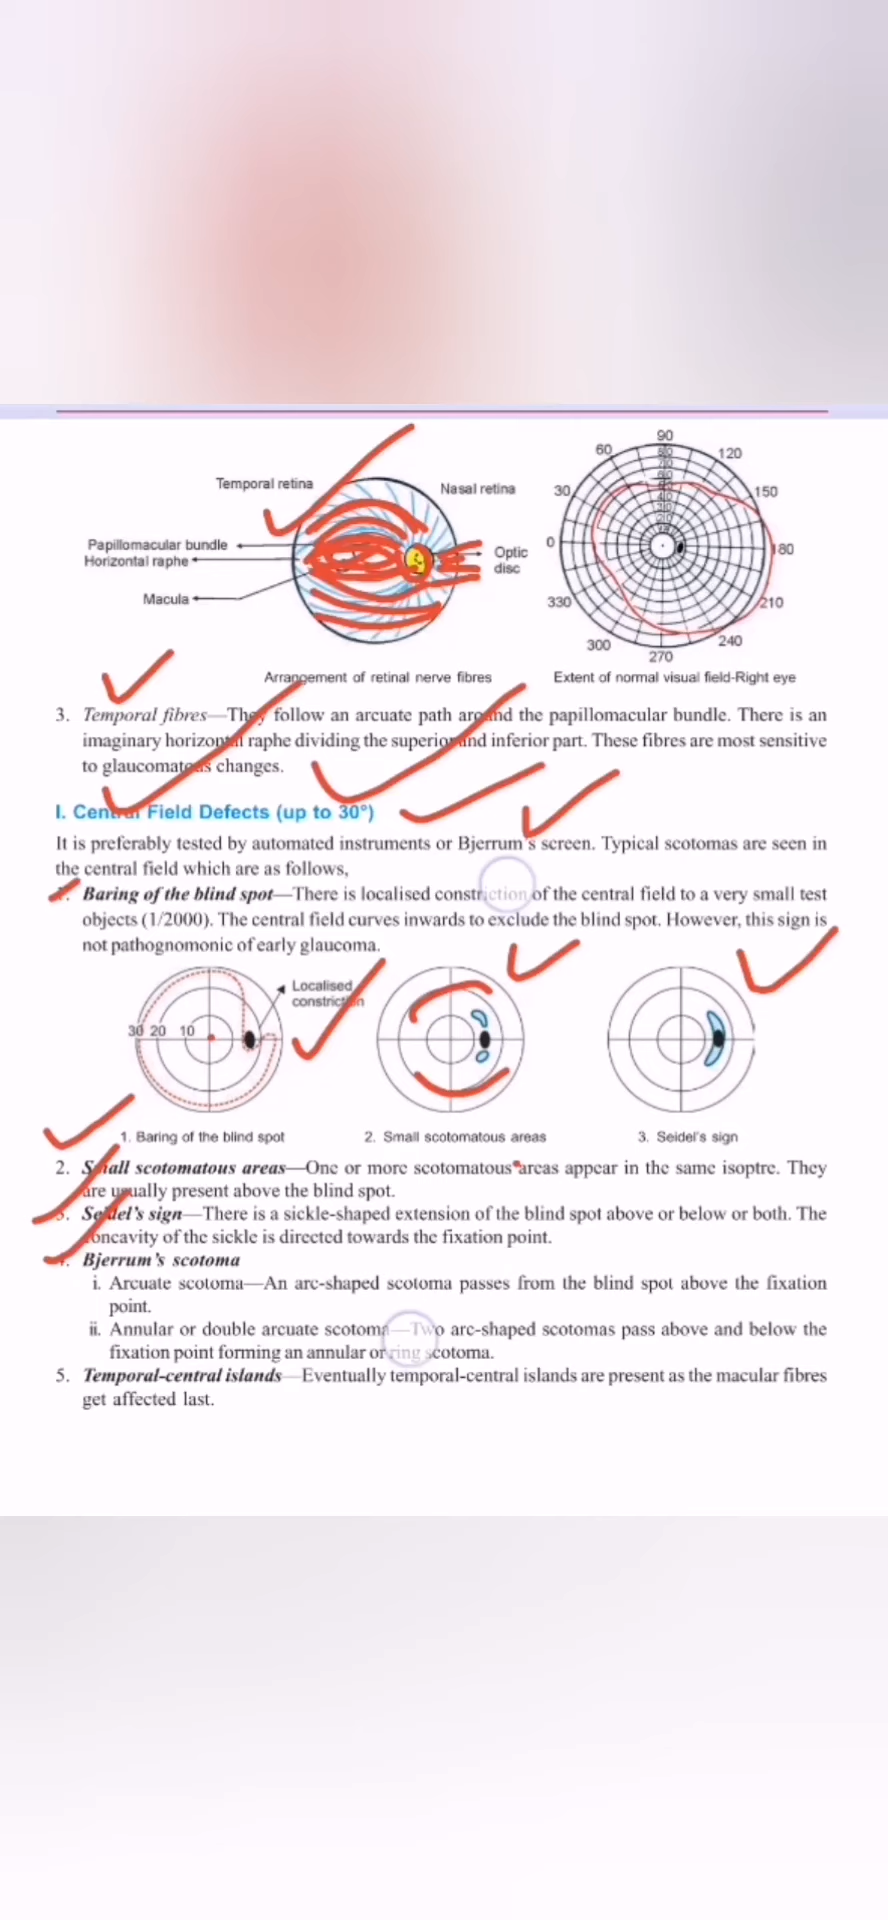 Temporal retina
Nasal retina
Papillomacular bundle
Horizontal raphe
Macula
Optic
disc
90
60
120
30
150
0
180
330
210
300
240
270
Arrangement of retinal nerve fibres
Extent of normal visual field-Right eye
3. Temporal fibres—They follow an arcuate path around the papillomacular bundle. There is an
imaginary horizontal raphe dividing the superior and inferior part. These fibres are most sensitive
to glaucomatous changes.
I. Central Field Defects (up to 30°)
It is preferably tested by automated instruments or Bjerrum's screen. Typical scotomas are seen in
the central field which are as follows,
Baring of the blind spot—There is localised constriction of the central field to a very small test
objects (1/2000). The central field curves inwards to exclude the blind spot. However, this sign is
not pathognomonic of early glaucoma.
Localised
constriction
30 20 10
1. Baring of the blind spot
2. Small scotomatous areas
3. Seidel's sign
2. Small scotomatous areas—One or more scotomatous areas appear in the same isoptre. They
are usually present above the blind spot.
3. Seidel's sign—There is a sickle-shaped extension of the blind spot above or below or both. The
concavity of the sickle is directed towards the fixation point.
Bjerrum's scotoma
i. Arcuate scotoma—An arc-shaped scotoma passes from the blind spot above the fixation
point.
ii. Annular or double arcuate scotoma—Two arc-shaped scotomas pass above and below the
fixation point forming an annular or ring scotoma.
5. Temporal-central islands—Eventually temporal-central islands are present as the macular fibres
get affected last.